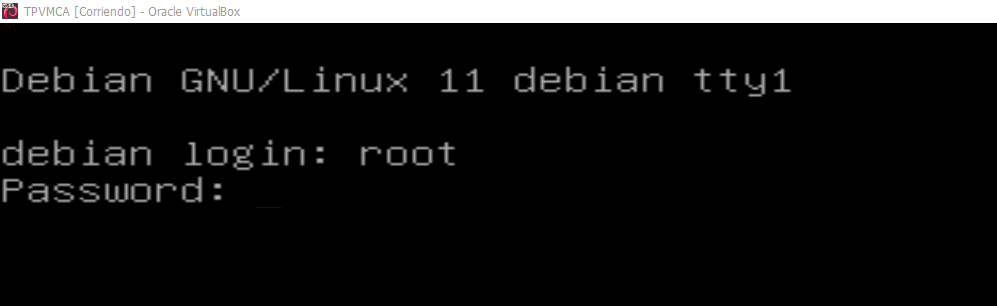 TPVMCA [Corriendo] - Oracle VirtualBox
Debian GNU/Linux 11 debian tty1
debian login: root
Password: _